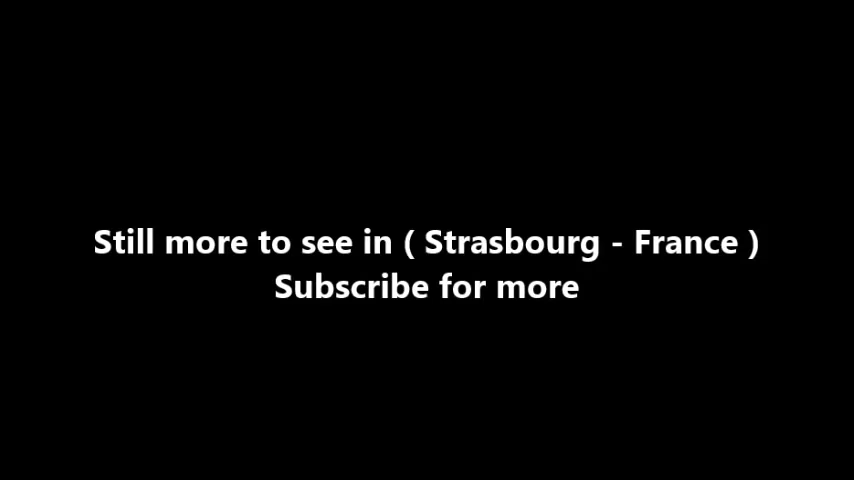 Still more to see in ( Strasbourg - France )
Subscribe for more